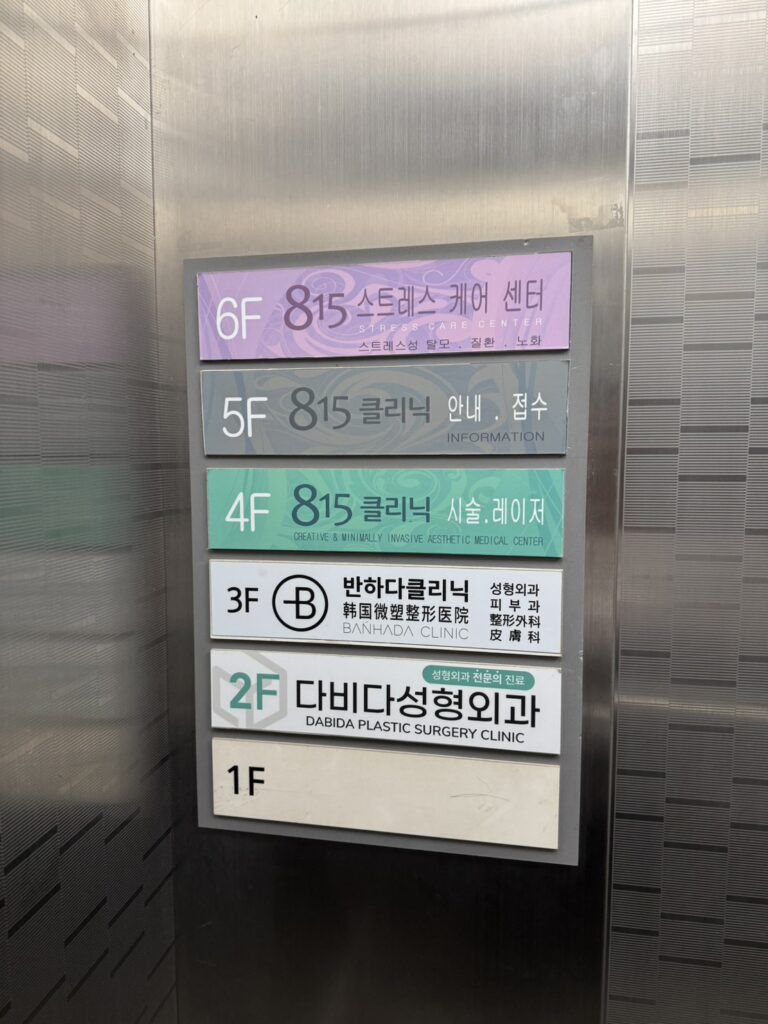 6F 815 스트레스 케어 센터
STRESS CARE CENTER
스트레스성 탈모 . 질환 . 노화
5F 815 클리닉 안내 . 접수
INFORMATION
4F 815 클리닉 시술.레이저
CREATIVE & MINIMALLY INVASIVE AESTHETIC MEDICAL CENTER
3F B 반하다클리닉 성형외과
韩国微塑整形医院 피부과
BANHADA CLINIC 整形外科
皮膚科
성형외과 전문의 진료
2F 다비다성형외과
DABIDA PLASTIC SURGERY CLINIC
1F